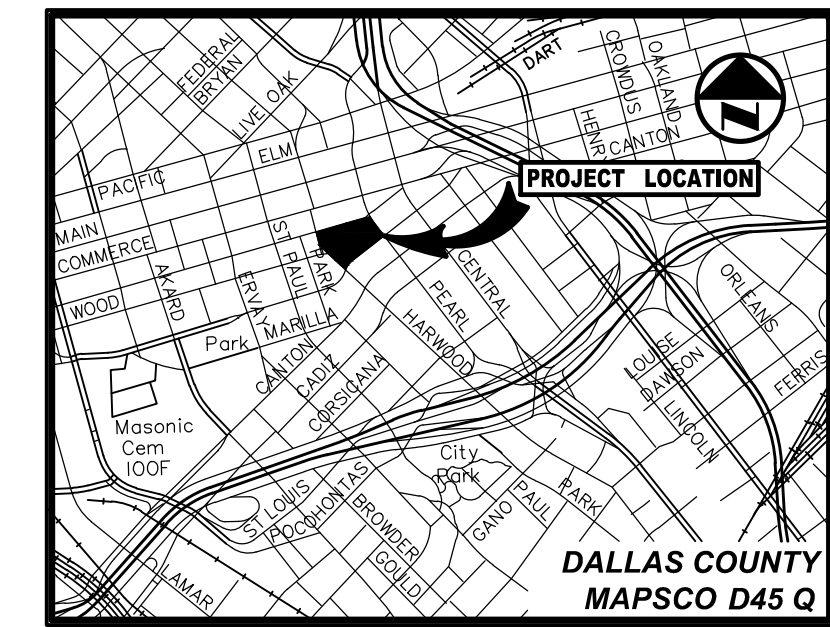 FEDERAL
BRYAN
LIVE OAK
DART
CROWDUS
OAKLAND
HENRY
CANTON
N
ELM
PACIFIC
PROJECT LOCATION
MAIN
COMMERCE
WOOD
AKARD
ERVAY
ST PAUL
PARK
MARILLA
Park
CENTRAL
PEARL
HARWOOD
CANTON
CADIZ
CORSICANA
ORLEANS
LOUISE
DAWSON
LINCOLN
FERRIS
Masonic
Cem
IOOF
City
Park
ST LOUIS
POCOHONTAS
BROWDER
GOULD
GANO
PAUL
PARK
LAMAR
DALLAS COUNTY
MAPSCO D45 Q